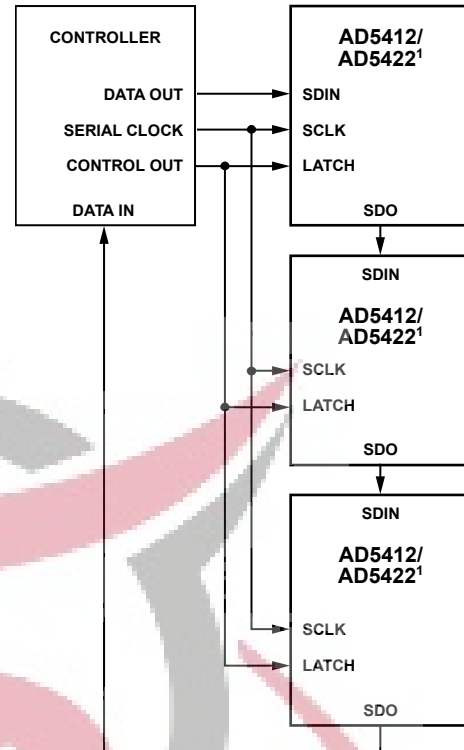 CONTROLLER
DATA OUT
SERIAL CLOCK
CONTROL OUT
DATA IN
AD5412/
AD5422¹
SDIN
SCLK
LATCH
SDO
SDIN
AD5412/
AD5422¹
SCLK
LATCH
SDO
SDIN
AD5412/
AD5422¹
SCLK
LATCH
SDO